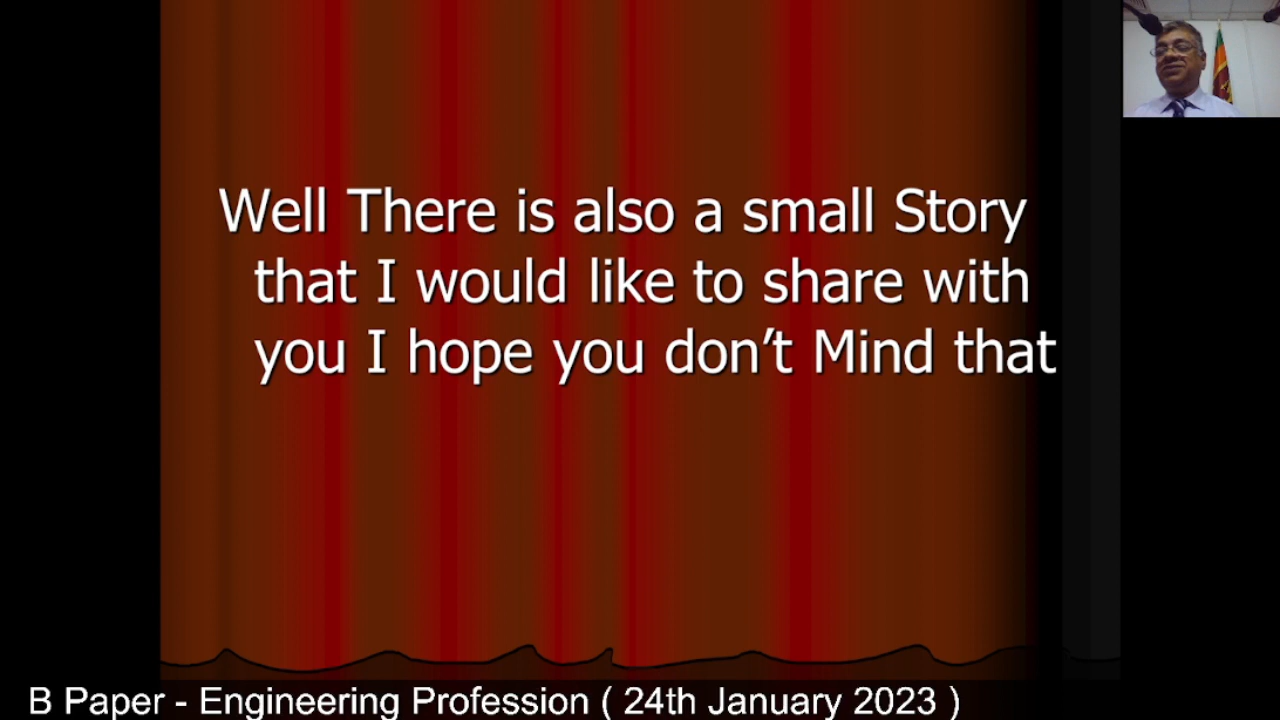 Well There is also a small Story
that I would like to share with
you I hope you don’t Mind that
B Paper - Engineering Profession ( 24th January 2023 )